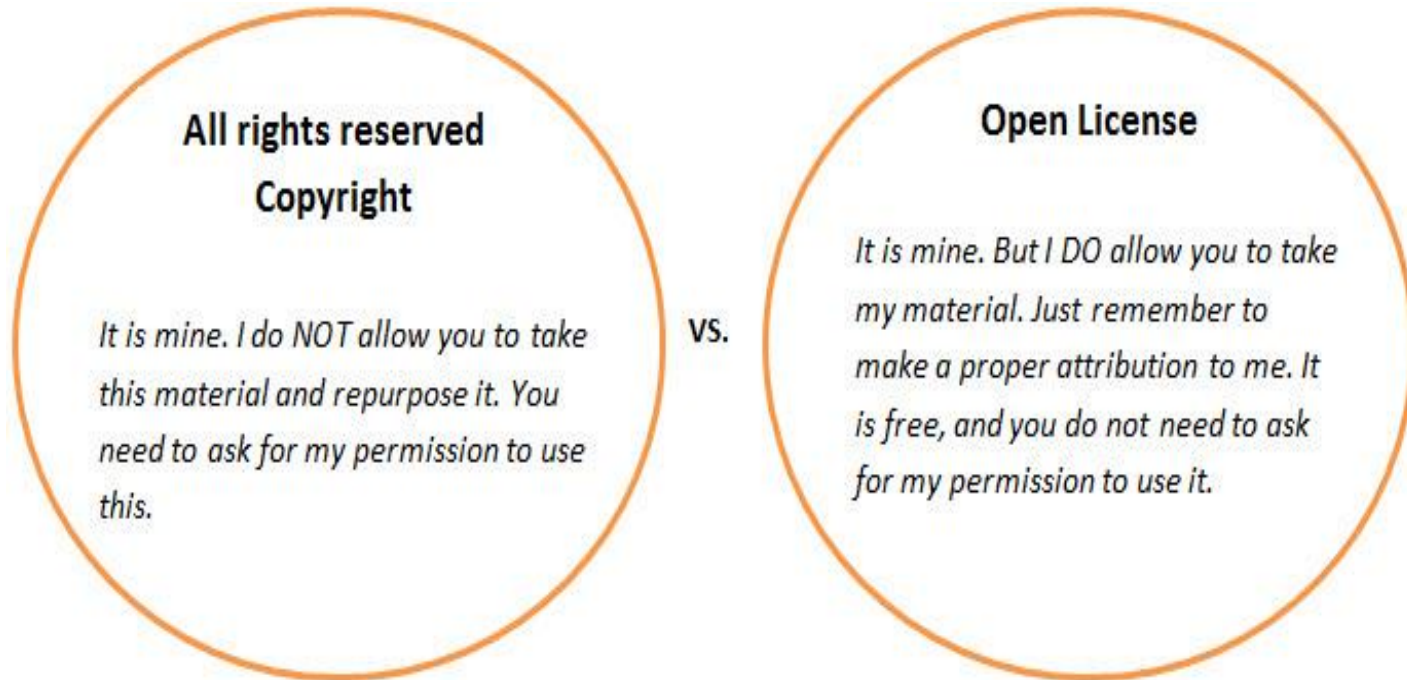 All rights reserved
Copyright
It is mine. I do NOT allow you to take
this material and repurpose it. You
need to ask for my permission to use
this.
VS.
Open License
It is mine. But I DO allow you to take
my material. Just remember to
make a proper attribution to me. It
is free, and you do not need to ask
for my permission to use it.